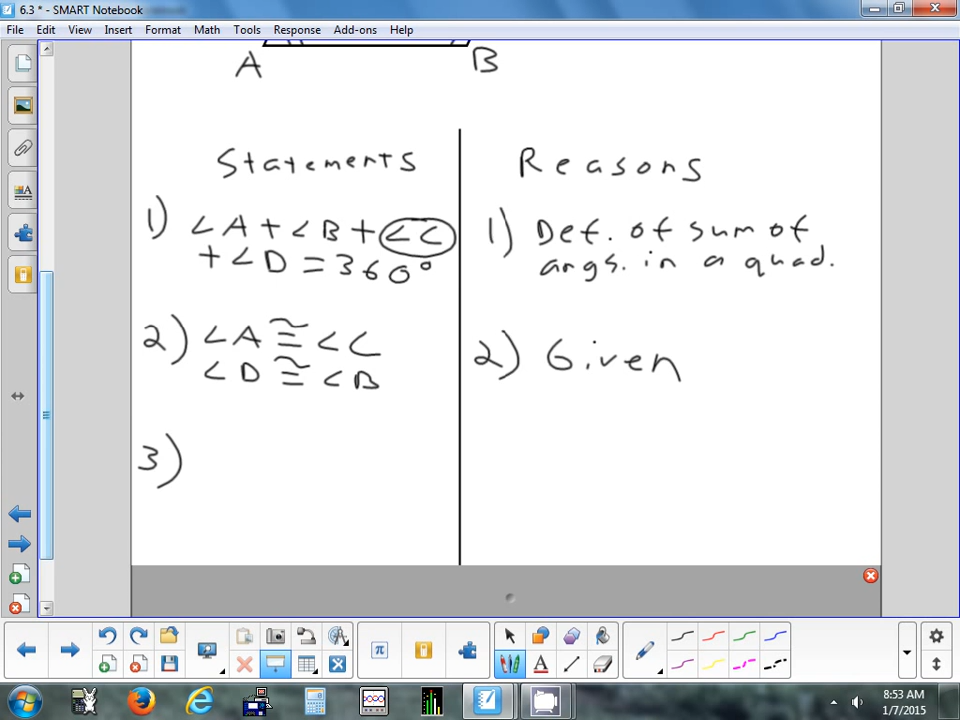 6.3 * - SMART Notebook
File Edit View Insert Format Math Tools Response Add-ons Help
A B
Statements Reasons
1) ∠A + ∠B + ∠C
+ ∠D = 360°
1) Def. of sum of
args. in a quad.
2) ∠A ≅ ∠C
∠D ≅ ∠B
2) Given
3)
8:53 AM
1/7/2015